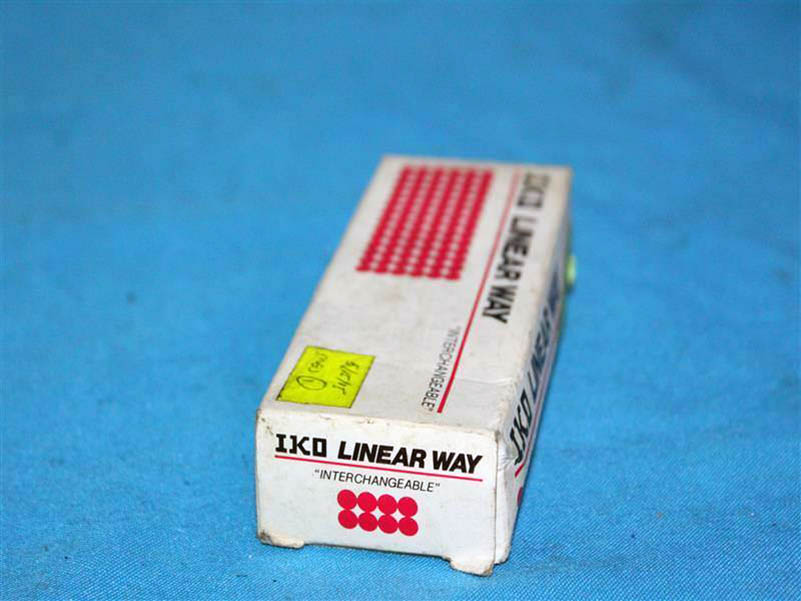 IKO LINEAR WAY
"INTERCHANGEABLE"
IKO LINEAR WAY
"INTERCHANGEABLE"
IKO LINEAR